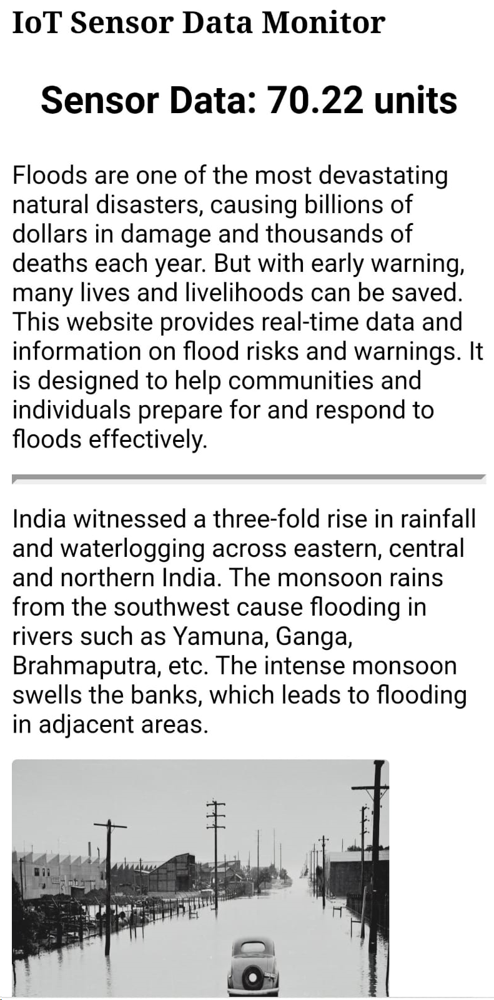 IoT Sensor Data Monitor
Sensor Data: 70.22 units
Floods are one of the most devastating
natural disasters, causing billions of
dollars in damage and thousands of
deaths each year. But with early warning,
many lives and livelihoods can be saved.
This website provides real-time data and
information on flood risks and warnings. It
is designed to help communities and
individuals prepare for and respond to
floods effectively.
India witnessed a three-fold rise in rainfall
and waterlogging across eastern, central
and northern India. The monsoon rains
from the southwest cause flooding in
rivers such as Yamuna, Ganga,
Brahmaputra, etc. The intense monsoon
swells the banks, which leads to flooding
in adjacent areas.